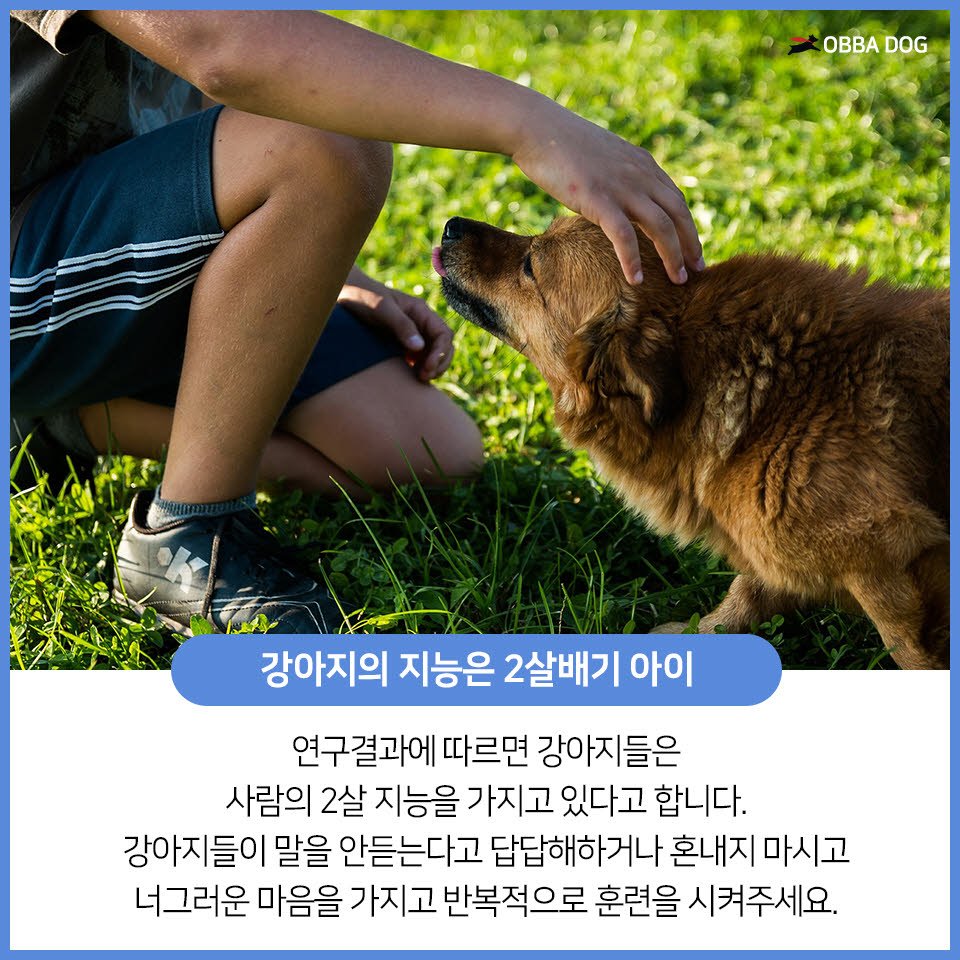 OBBA DOG
강아지의 지능은 2살배기 아이
연구결과에 따르면 강아지들은
사람의 2살 지능을 가지고 있다고 합니다.
강아지들이 말을 안듣는다고 답답해하거나 혼내지 마시고
너그러운 마음을 가지고 반복적으로 훈련을 시켜주세요.